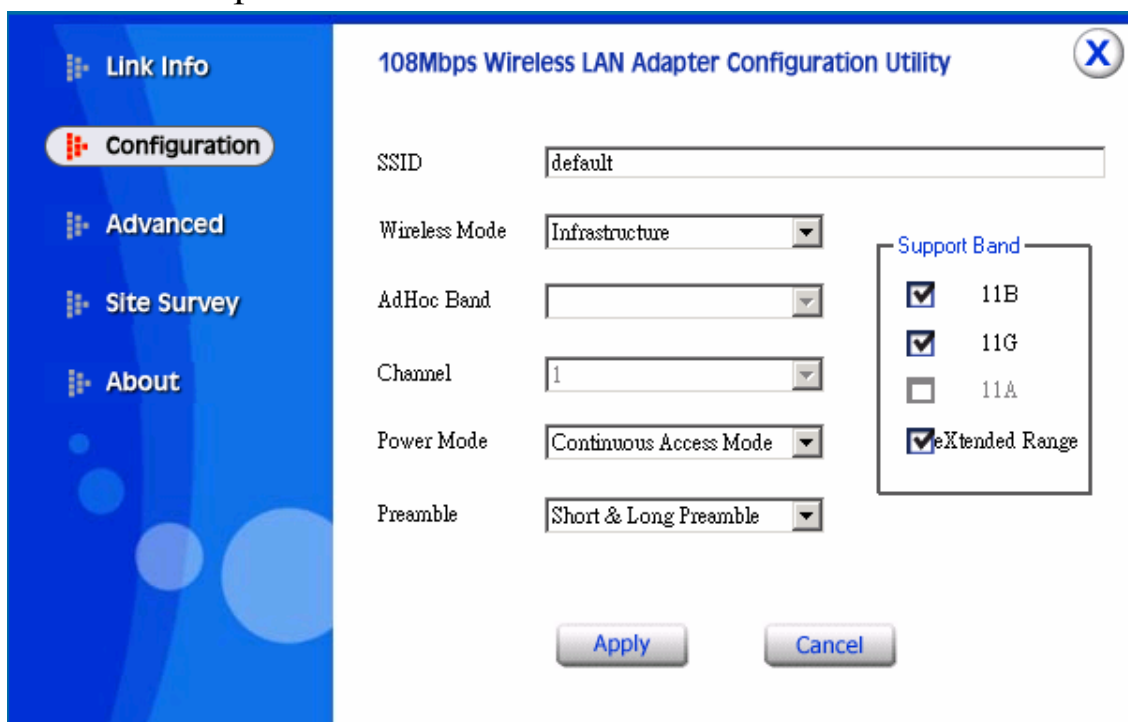 Link Info
Configuration
Advanced
Site Survey
About
108Mbps Wireless LAN Adapter Configuration Utility
X
SSID default
Wireless Mode Infrastructure
AdHoc Band
Channel 1
Power Mode Continuous Access Mode
Preamble Short & Long Preamble
Support Band
11B
11G
11A
eXtended Range
Apply Cancel